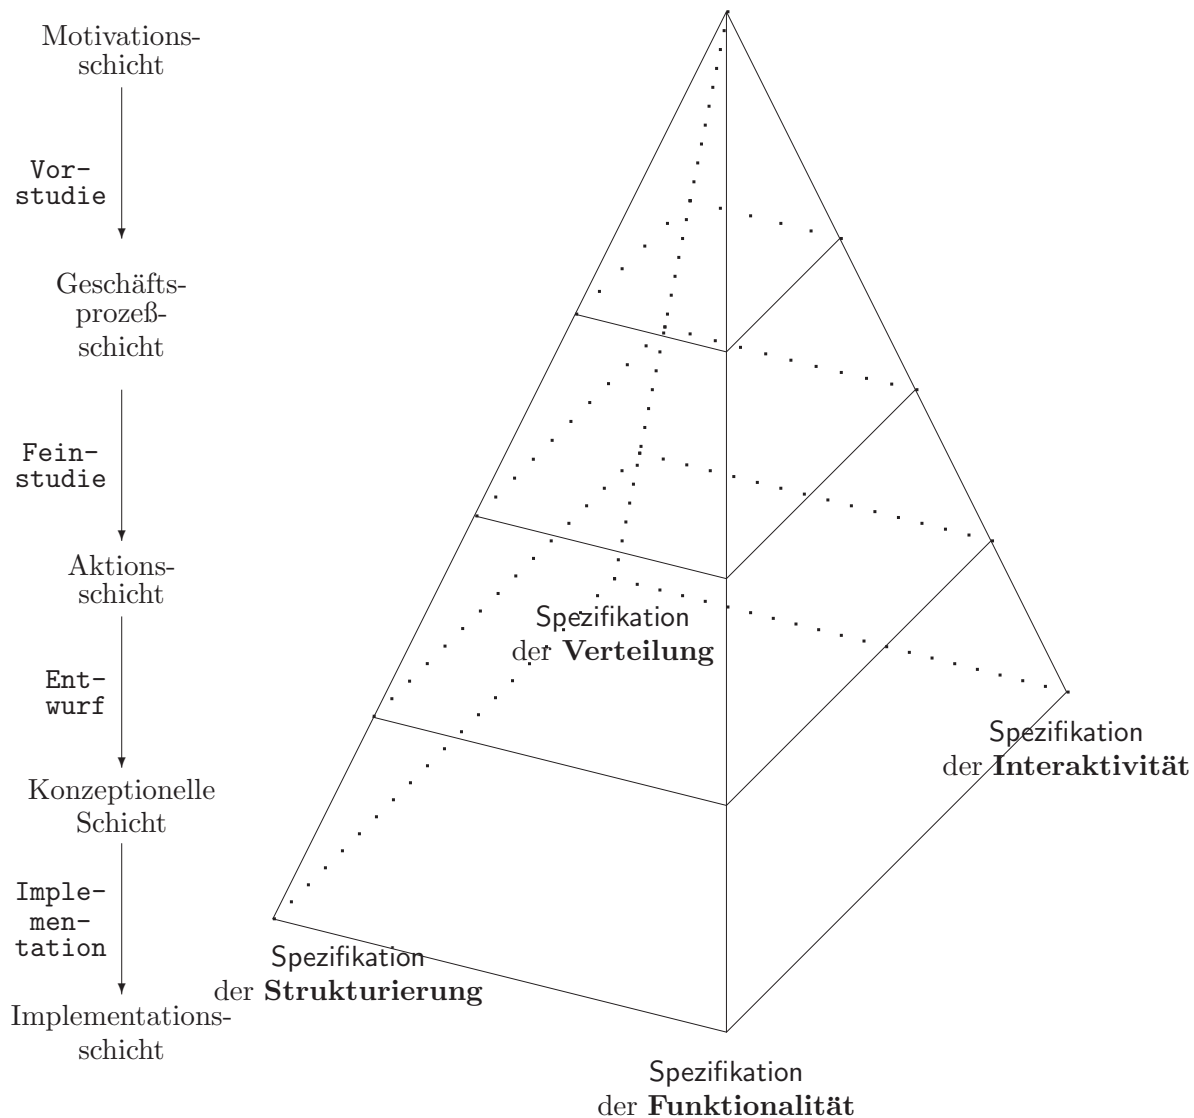 Motivations-
schicht
Vor-
studie
Geschäfts-
prozeß-
schicht
Fein-
studie
Aktions-
schicht
Ent-
wurf
Konzeptionelle
Schicht
Imple-
men-
tation
Implementations-
schicht
Spezifikation
der Verteilung
Spezifikation
der Interaktivität
Spezifikation
der Strukturierung
Spezifikation
der Funktionalität